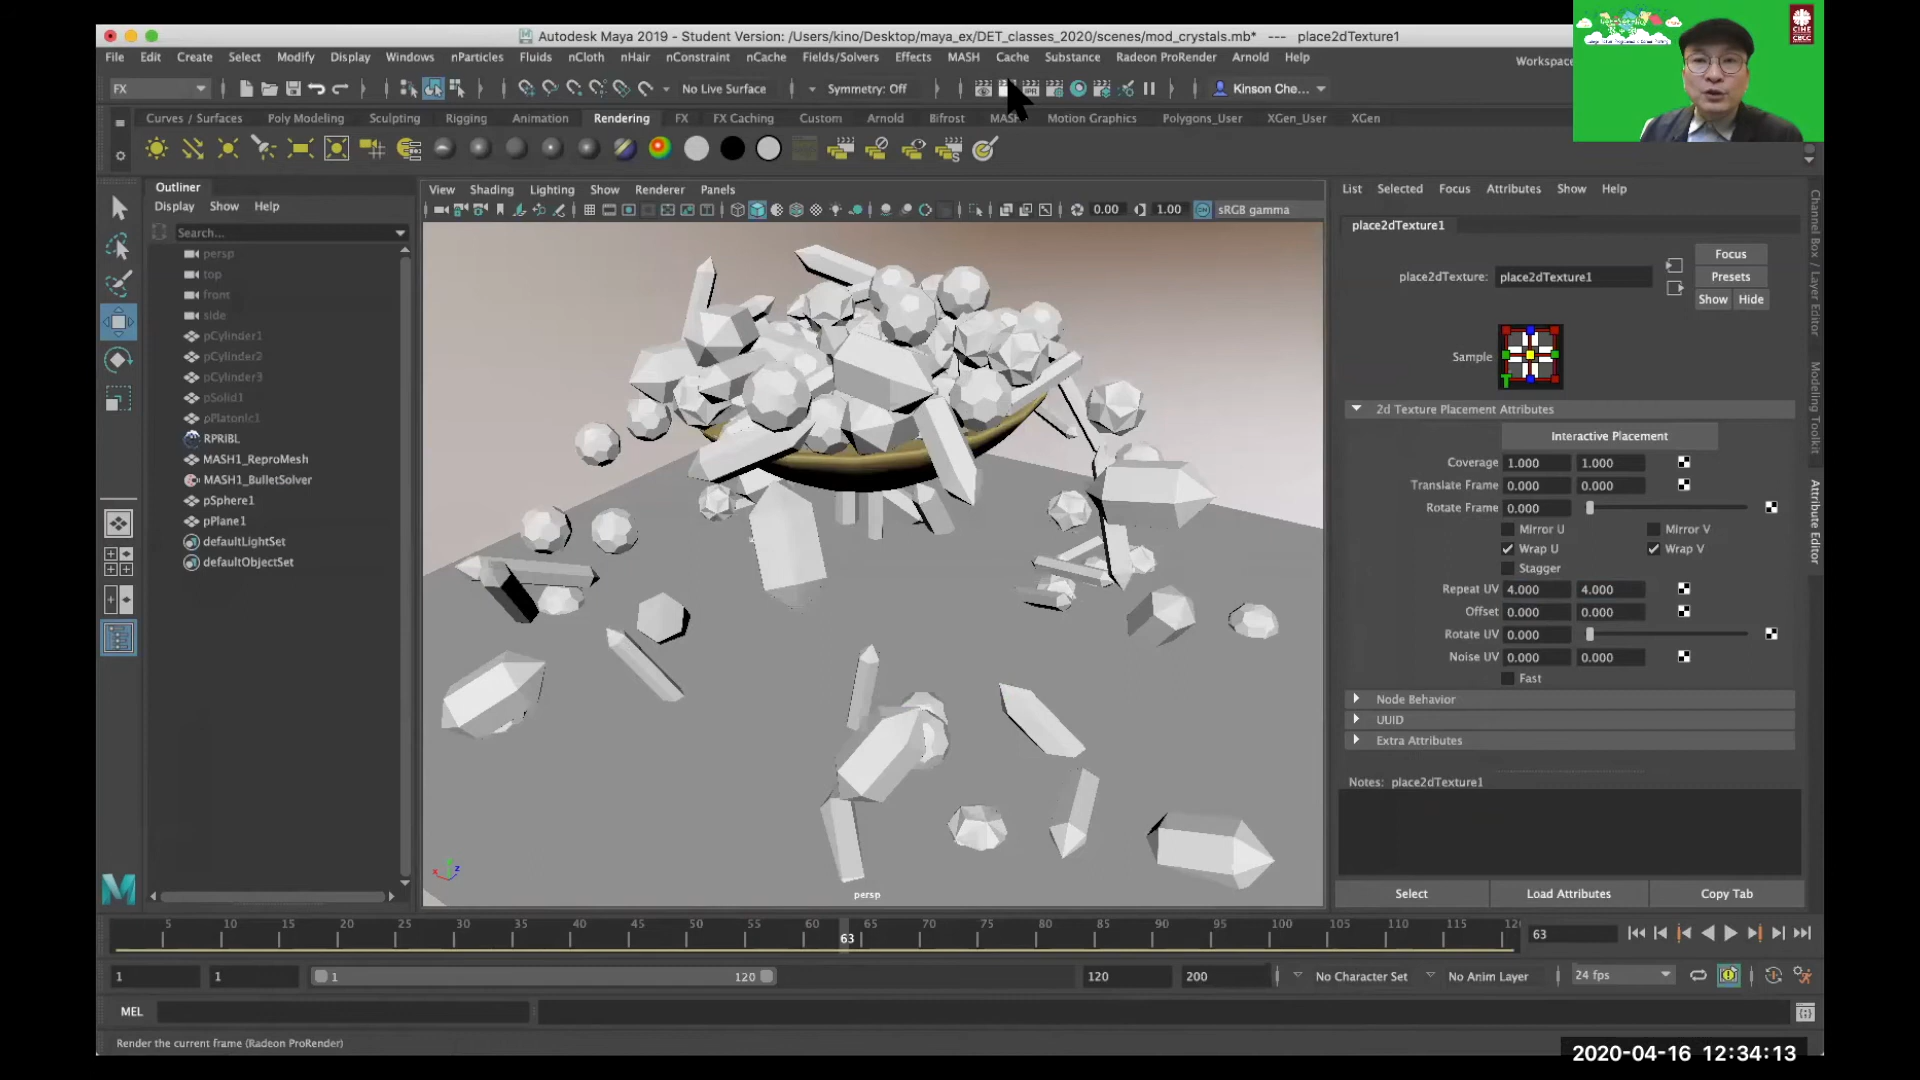 Autodesk Maya 2019 - Student Version: /Users/kino/Desktop/maya_ex/DET_classes_2020/scenes/mod_crystals.mb* --- place2dTexture1
File Edit Create Select Modify Display Windows nParticles Fluids nCloth nHair nConstraint nCache Fields/Solvers Effects MASH Cache Substance Radeon ProRender Arnold Help
Workspace
FX No Live Surface Symmetry: Off Kinson Che...
Curves / Surfaces Poly Modeling Sculpting Rigging Animation Rendering FX FX Caching Custom Arnold Bifrost MASH Motion Graphics Polygons_User XGen_User XGen
Outliner
Display Show Help
Search...
persp
top
front
side
pCylinder1
pCylinder2
pCylinder3
pSolid1
pPlatonic1
RPRIBL
MASH1_ReproMesh
MASH1_BulletSolver
pSphere1
pPlane1
defaultLightSet
defaultObjectSet
View Shading Lighting Show Renderer Panels
0.00 1.00 sRGB gamma
persp
List Selected Focus Attributes Show Help
place2dTexture1
Focus
place2dTexture: place2dTexture1
Presets
Show Hide
Sample
2d Texture Placement Attributes
Interactive Placement
Coverage 1.000 1.000
Translate Frame 0.000 0.000
Rotate Frame 0.000
Mirror U Mirror V
Wrap U Wrap V
Stagger
Repeat UV 4.000 4.000
Offset 0.000 0.000
Rotate UV 0.000
Noise UV 0.000 0.000
Fast
Node Behavior
UUID
Extra Attributes
Notes: place2dTexture1
Select Load Attributes Copy Tab
Channel Box / Layer Editor
Modeling Toolkit
Attribute Editor
5 10 15 20 25 30 35 40 45 50 55 60 65 70 75 80 85 90 95 100 105 110 115 12
63 63
1 1 1 120 120 200 No Character Set No Anim Layer 24 fps
MEL
Render the current frame (Radeon ProRender)
2020-04-16 12:34:13